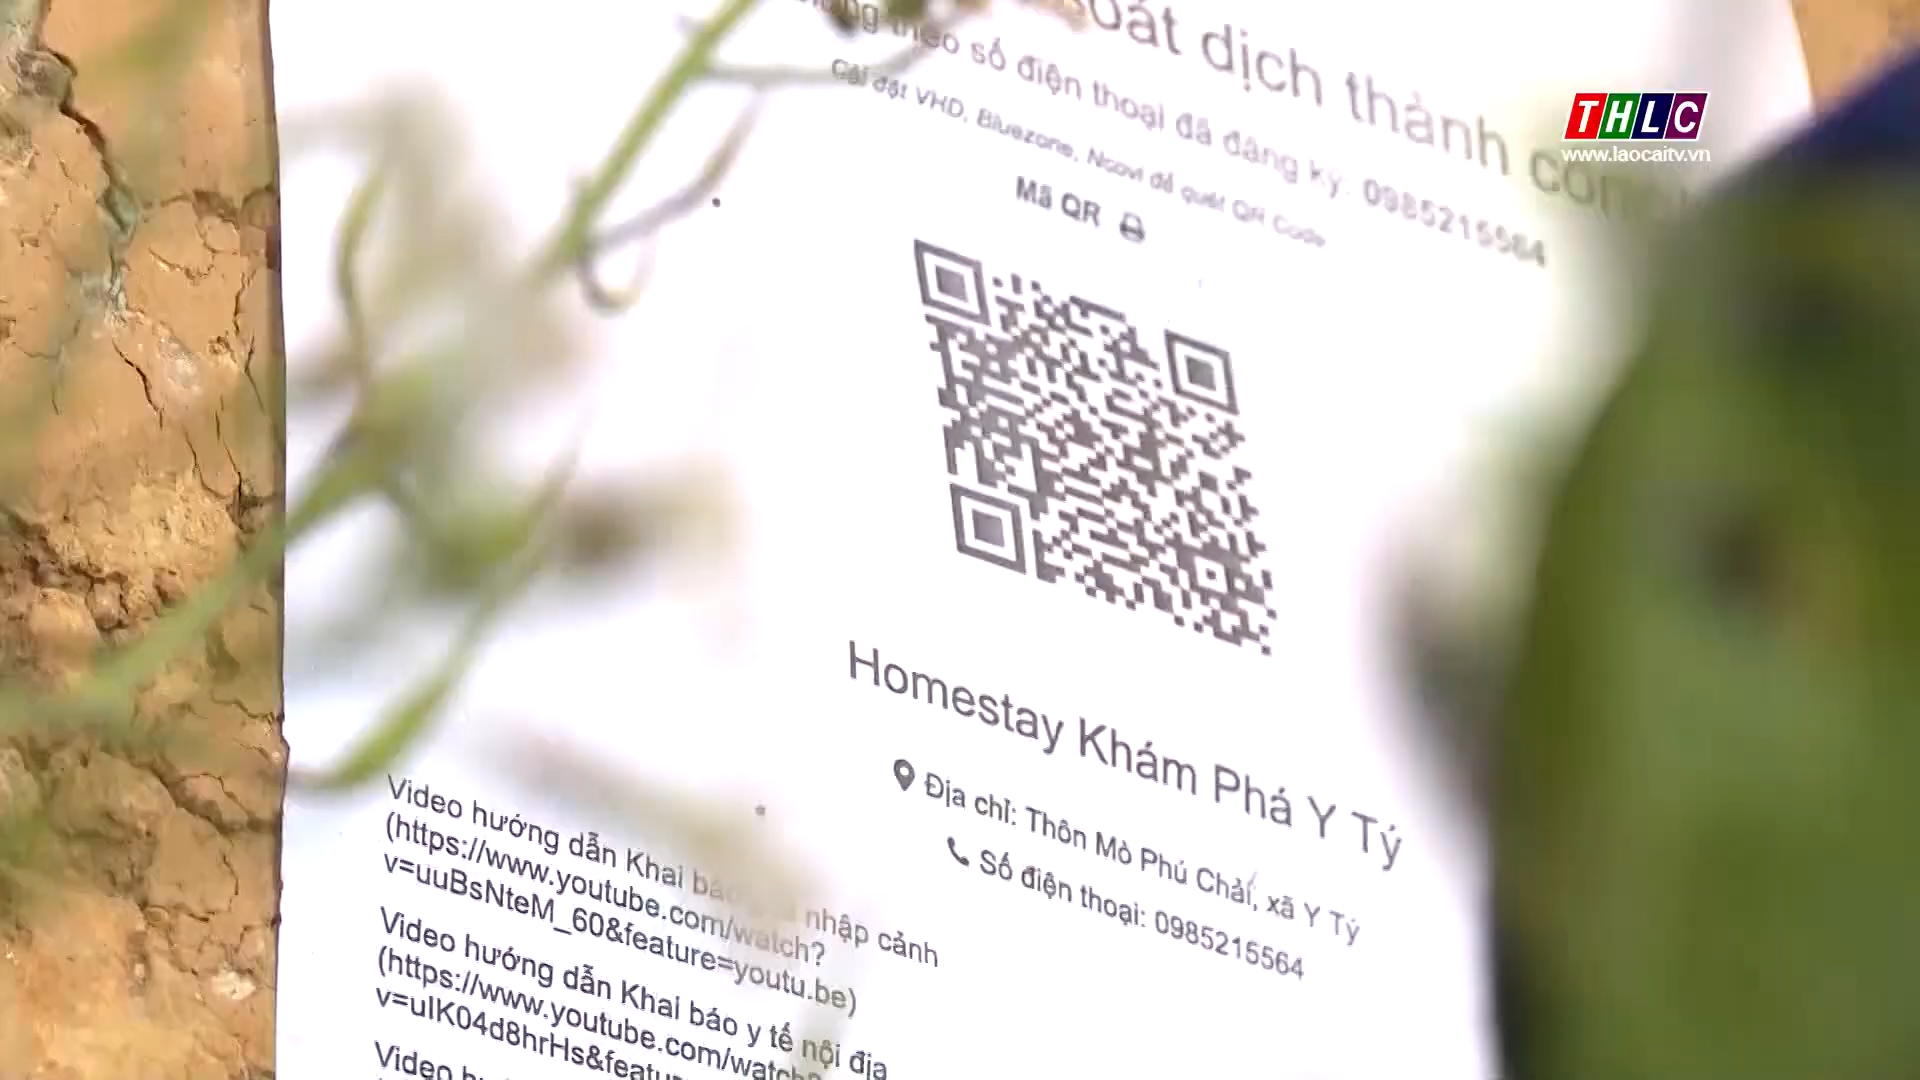 soát dịch thành công
theo số điện thoại đã đăng ký: 0985215564
Cài đặt VHD, Bluezone, Ncovi để quét QR Code
Mã QR
THLC
www.laocaitv.vn
Homestay Khám Phá Y Tý
Địa chỉ: Thôn Mò Phú Chải, xã Y Tý
Số điện thoại: 0985215564
Video hướng dẫn Khai báo nhập cảnh
(https://www.youtube.com/watch?
v=uuBsNteM_60&feature=youtu.be)
Video hướng dẫn Khai báo y tế nội địa
(https://www.youtube.com/watch?
v=uIK04d8hrHs&featu
Video